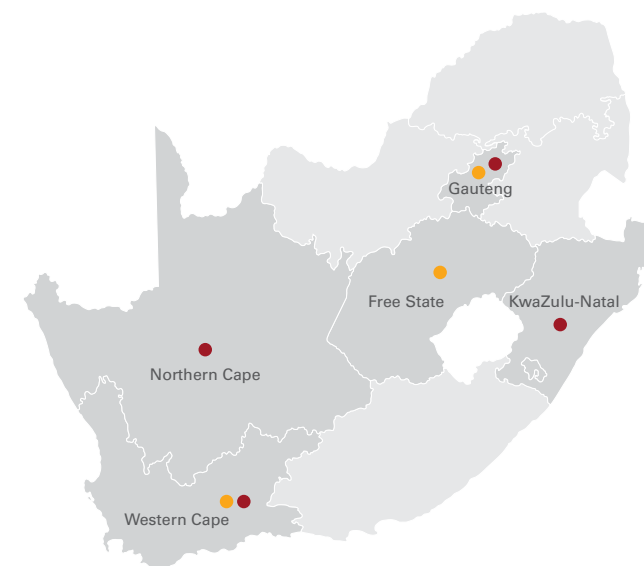 Gauteng
Free State
KwaZulu-Natal
Northern Cape
Western Cape